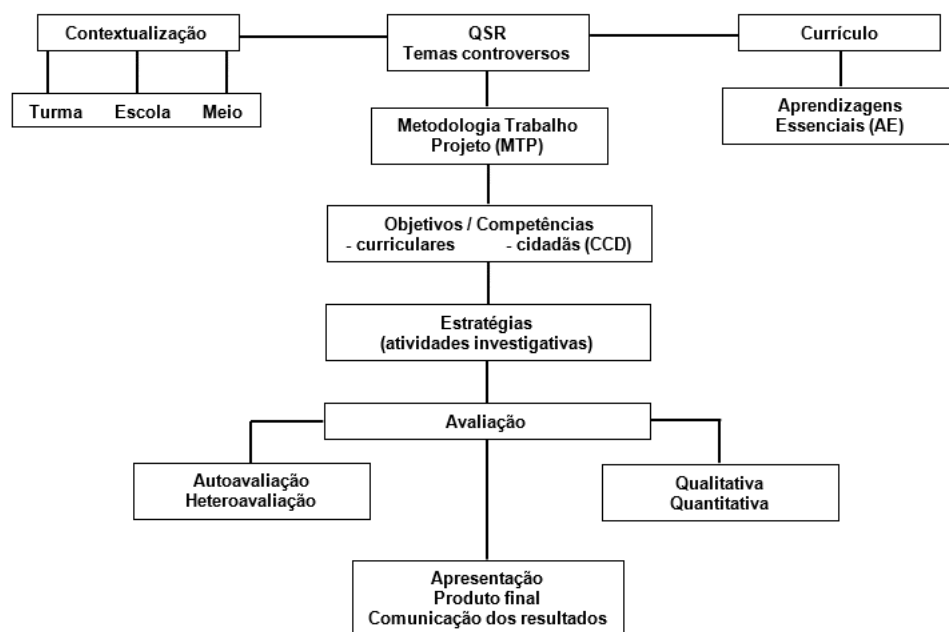 Contextualização
QSR
Temas controversos
Currículo
Turma Escola Meio
Aprendizagens
Essenciais (AE)
Metodologia Trabalho
Projeto (MTP)
Objetivos / Competências
- curriculares - cidadãs (CCD)
Estratégias
(atividades investigativas)
Avaliação
Autoavaliação
Heteroavaliação
Qualitativa
Quantitativa
Apresentação
Produto final
Comunicação dos resultados